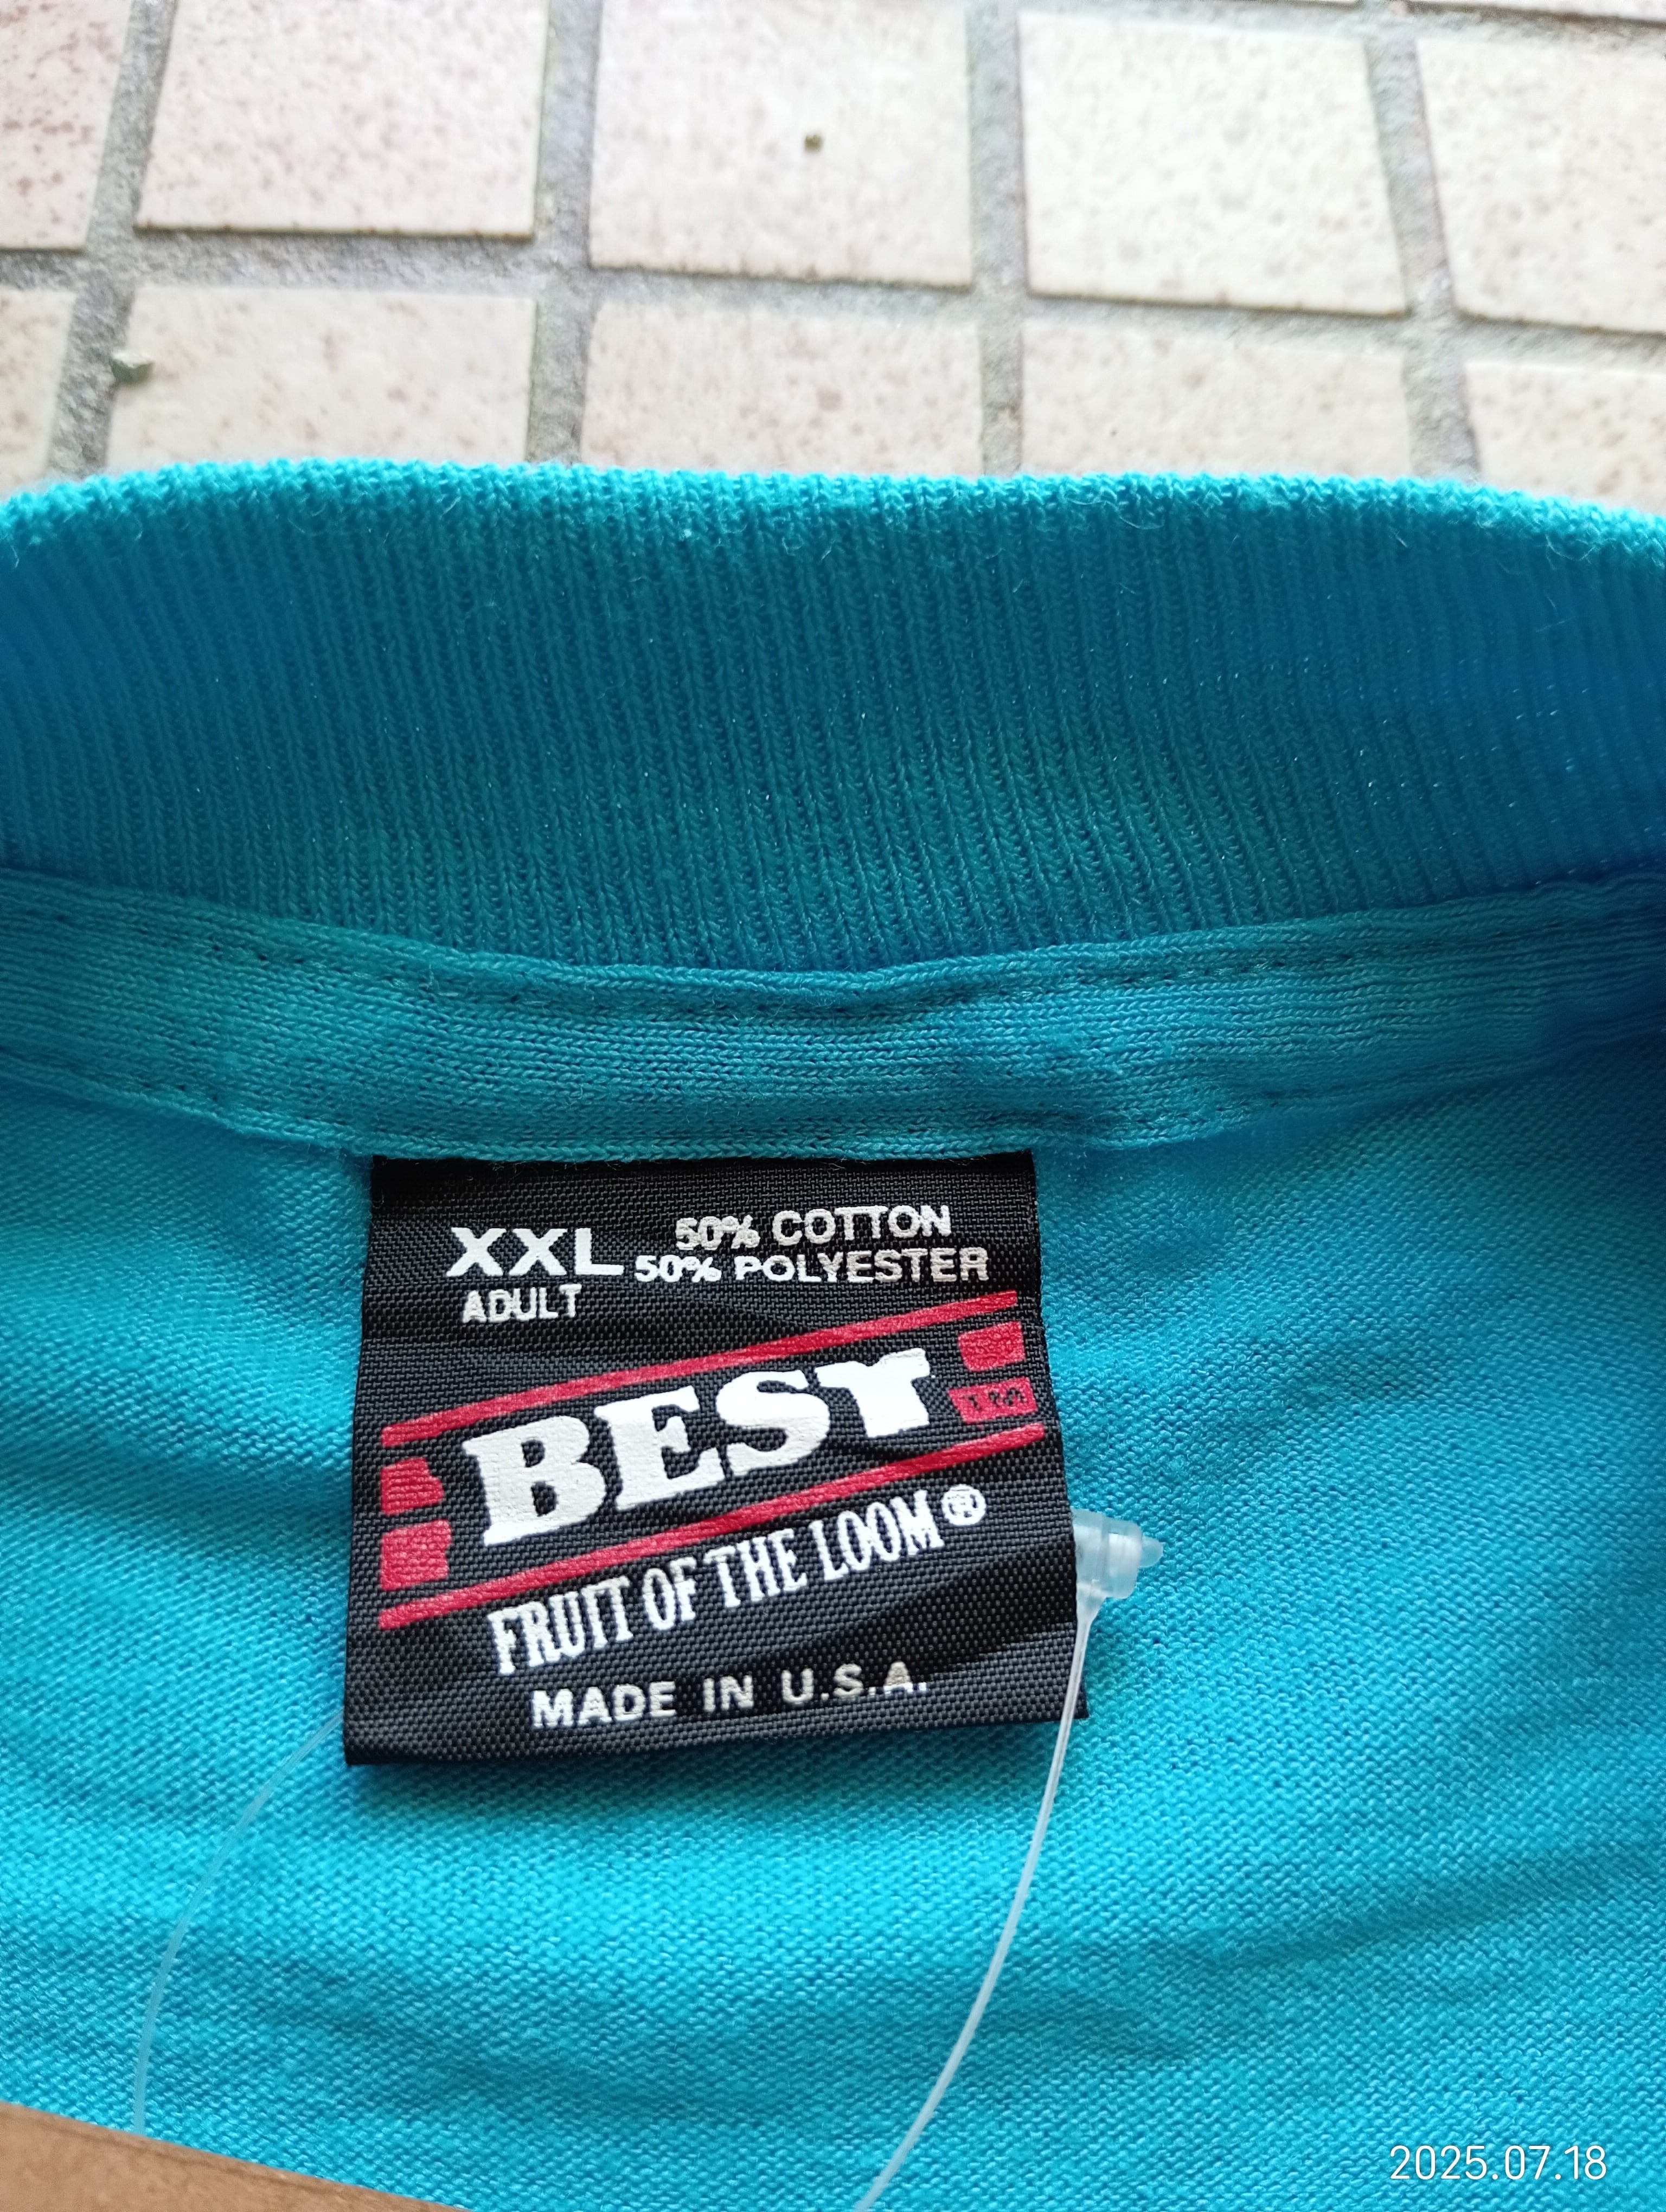 XXL
ADULT
50% COTTON
50% POLYESTER
BEST
FRUIT OF THE LOOM®
MADE IN U.S.A.
2025.07.18